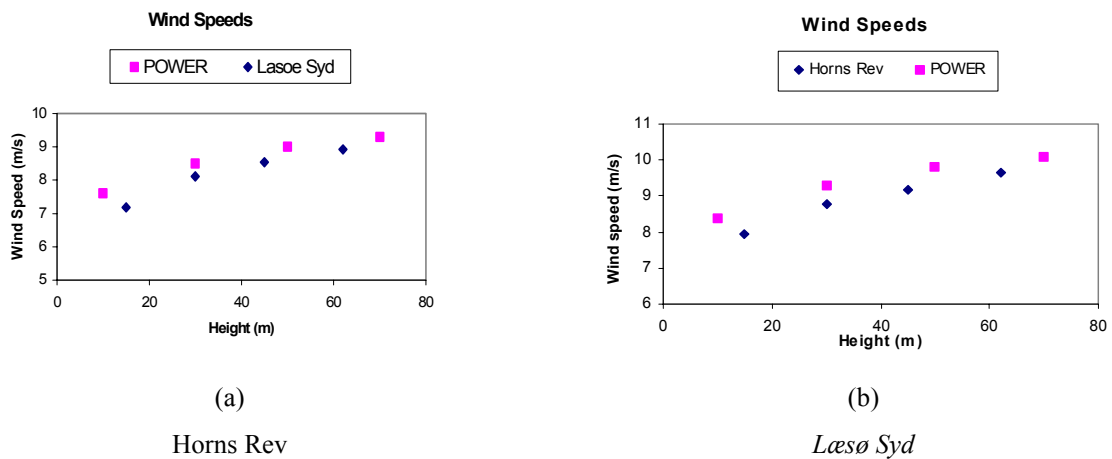 Wind Speeds
POWER Lasoe Syd
Wind Speed (m/s)
10
9
8
7
6
5
0 20 40 60 80
Height (m)
(a)
Horns Rev
Wind Speeds
Horns Rev POWER
Wind speed (m/s)
11
10
9
8
7
6
0 20 40 60 80
Height (m)
(b)
Læsø Syd